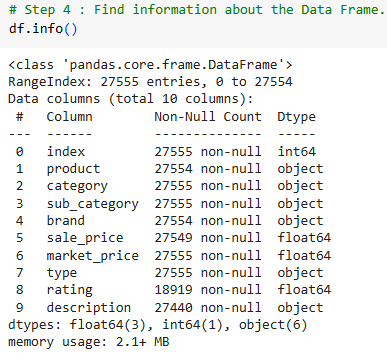 # Step 4 : Find information about the Data Frame.
df.info()
<class 'pandas.core.frame.DataFrame'>
RangeIndex: 27555 entries, 0 to 27554
Data columns (total 10 columns):
 #   Column        Non-Null Count  Dtype
---  ------        --------------  -----
 0   index         27555 non-null  int64
 1   product       27554 non-null  object
 2   category      27555 non-null  object
 3   sub_category  27555 non-null  object
 4   brand         27554 non-null  object
 5   sale_price    27549 non-null  float64
 6   market_price  27555 non-null  float64
 7   type          27555 non-null  object
 8   rating        18919 non-null  float64
 9   description   27440 non-null  object
dtypes: float64(3), int64(1), object(6)
memory usage: 2.1+ MB